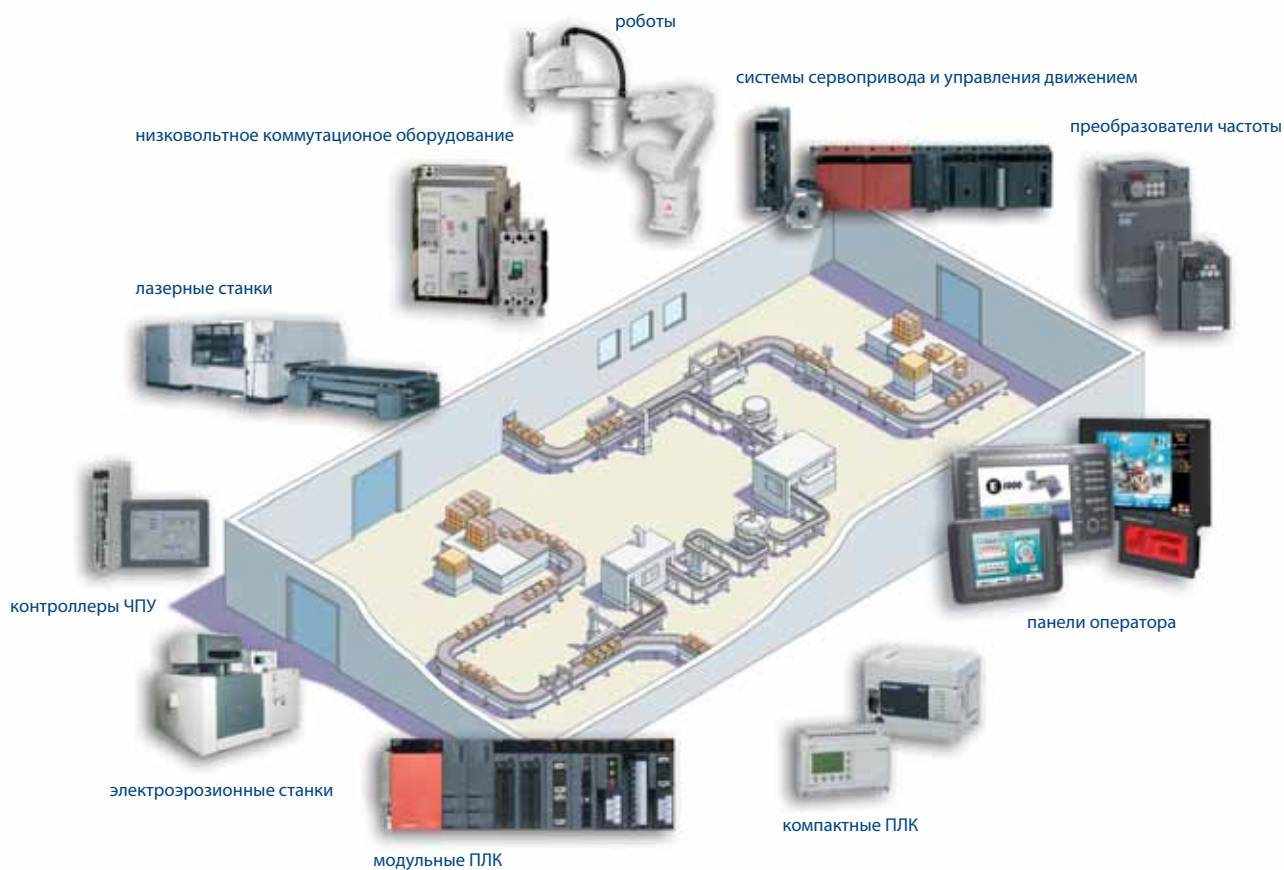 роботы
системы сервопривода и управления движением
преобразователи частоты
низковольтное коммутационое оборудование
лазерные станки
контроллеры ЧПУ
E1000
панели оператора
электроэрозионные станки
компактные ПЛК
модульные ПЛК